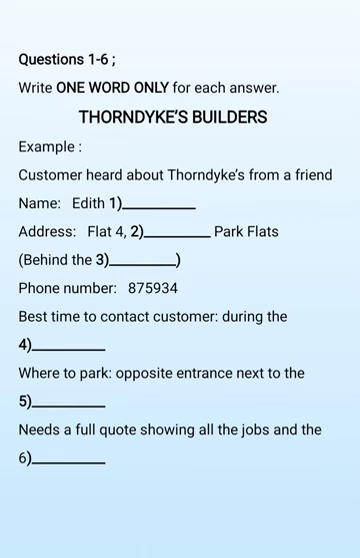 Questions 1-6 ;
Write ONE WORD ONLY for each answer.
THORNDYKE'S BUILDERS
Example :
Customer heard about Thorndyke's from a friend
Name: Edith 1)__________
Address: Flat 4, 2)_________ Park Flats
(Behind the 3)_________)
Phone number: 875934
Best time to contact customer: during the
4)__________
Where to park: opposite entrance next to the
5)__________
Needs a full quote showing all the jobs and the
6)__________